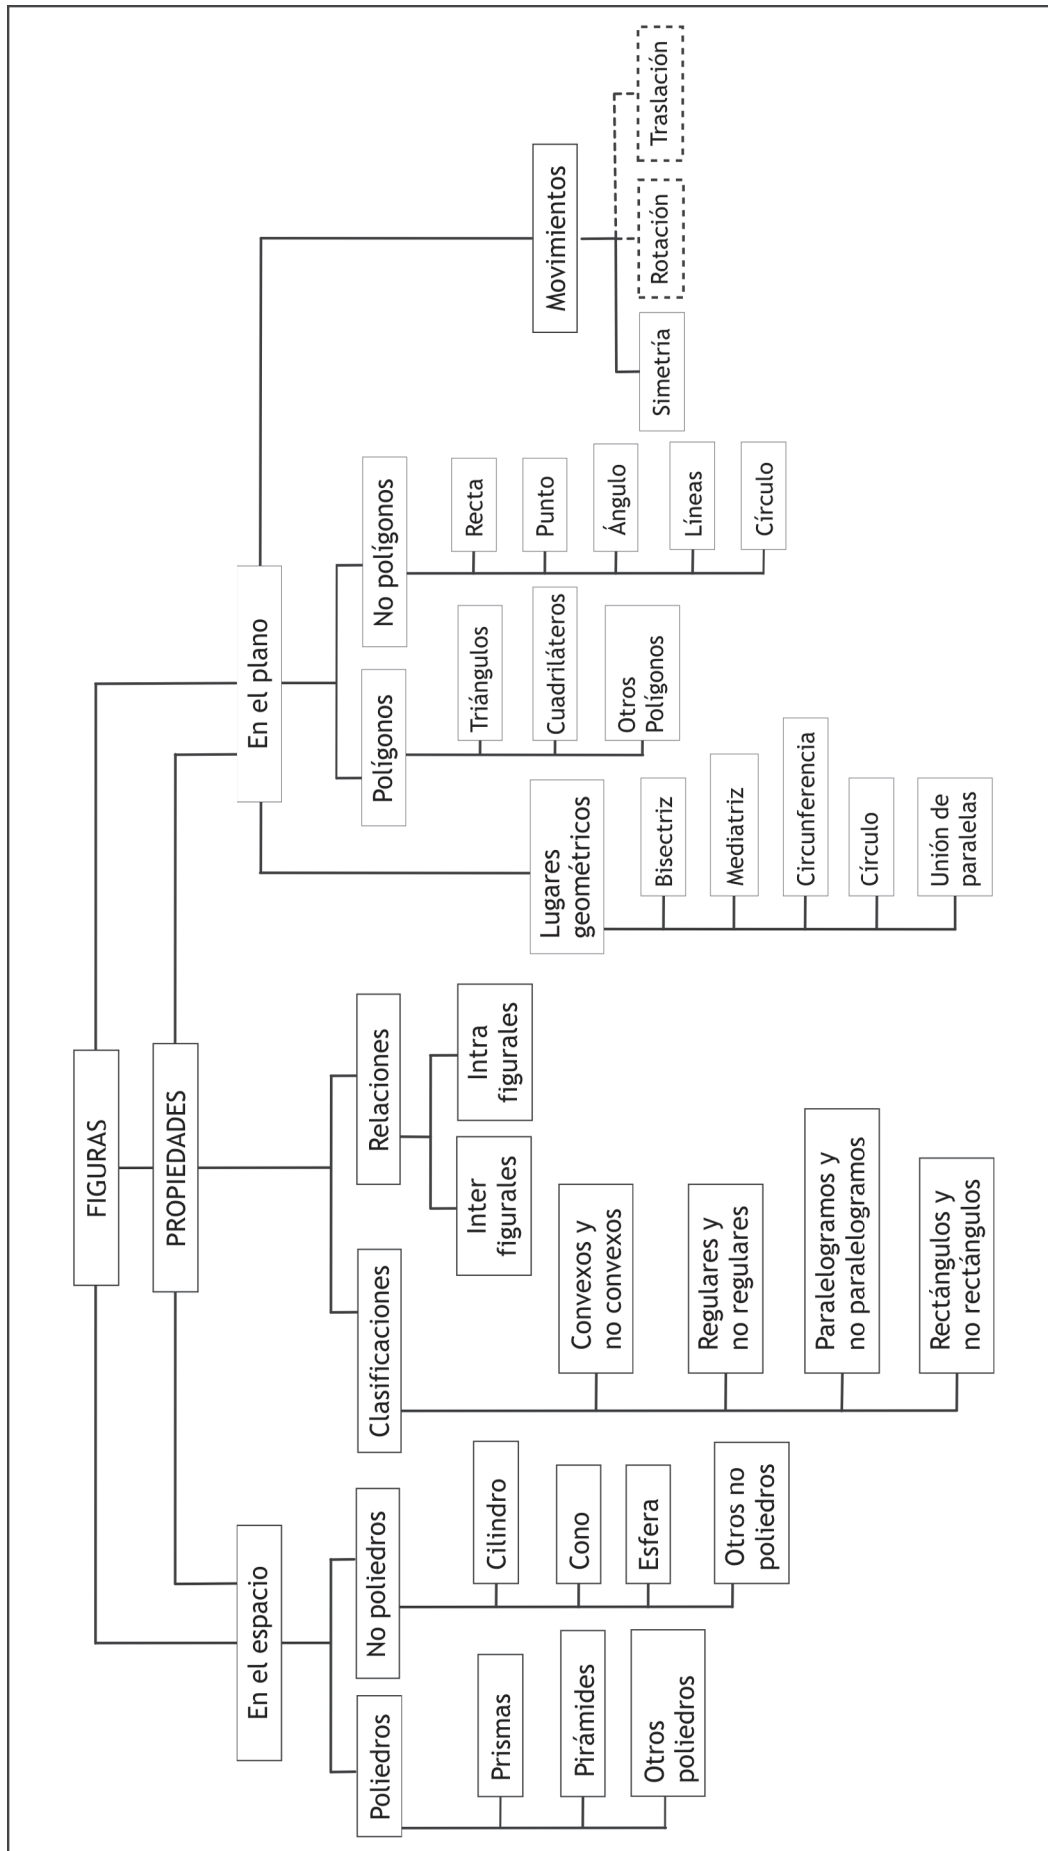 FIGURAS
PROPIEDADES
En el espacio
Poliedros
Prismas
Pirámides
Otros
poliedros
No poliedros
Cilindro
Cono
Esfera
Otros no
poliedros
Clasificaciones
Convexos y
no convexos
Regulares y
no regulares
Paralelogramos y
no paralelogramos
Rectángulos y
no rectángulos
Relaciones
Inter
figurales
Intra
figurales
En el plano
Lugares
geométricos
Bisectriz
Mediatriz
Circunferencia
Círculo
Unión de
paralelas
Polígonos
Triángulos
Cuadriláteros
Otros
Polígonos
No polígonos
Recta
Punto
Ángulo
Líneas
Círculo
Movimientos
Simetría
Rotación
Traslación